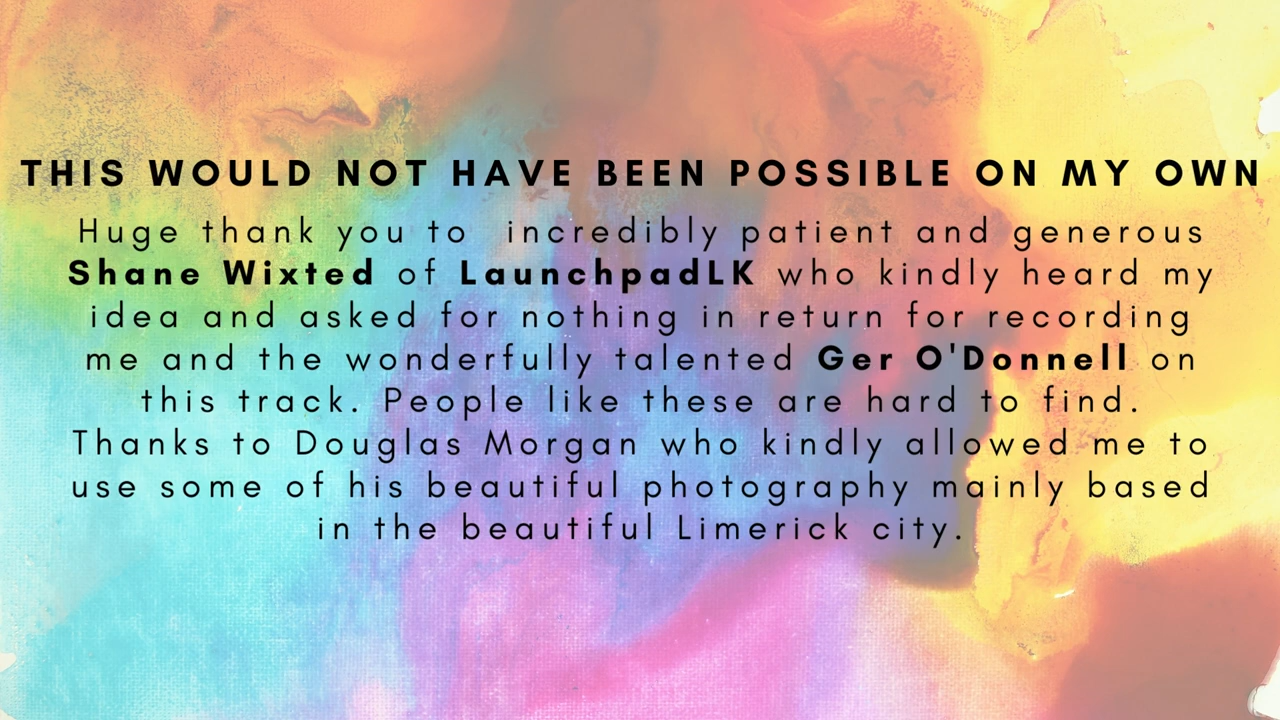 THIS WOULD NOT HAVE BEEN POSSIBLE ON MY OWN
Huge thank you to  incredibly patient and generous
Shane Wixted of LaunchpadLK who kindly heard my
idea and asked for nothing in return for recording
me and the wonderfully talented Ger O'Donnell on
this track. People like these are hard to find.
Thanks to Douglas Morgan who kindly allowed me to
use some of his beautiful photography mainly based
in the beautiful Limerick city.